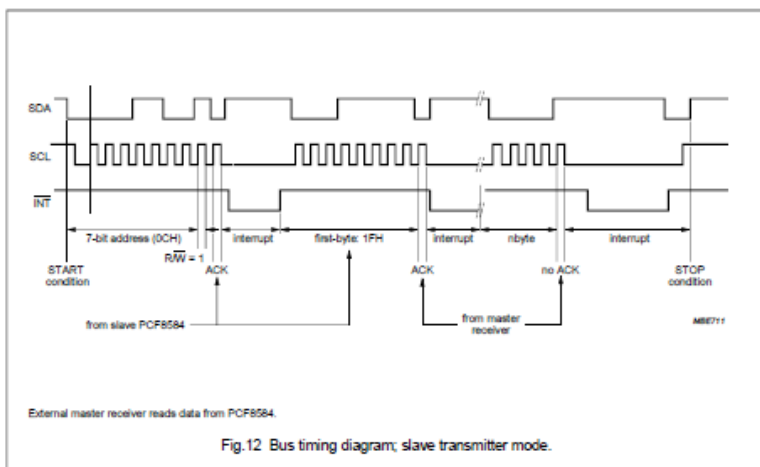 SDA
SCL
INT
7-bit address (0CH)
interrupt
first-byte: 1FH
interrupt
nbyte
interrupt
R/W = 1
START
condition
ACK
ACK
no ACK
STOP
condition
from slave PCF8584
from master
receiver
MBE711
External master receiver reads data from PCF8584.
Fig.12 Bus timing diagram; slave transmitter mode.